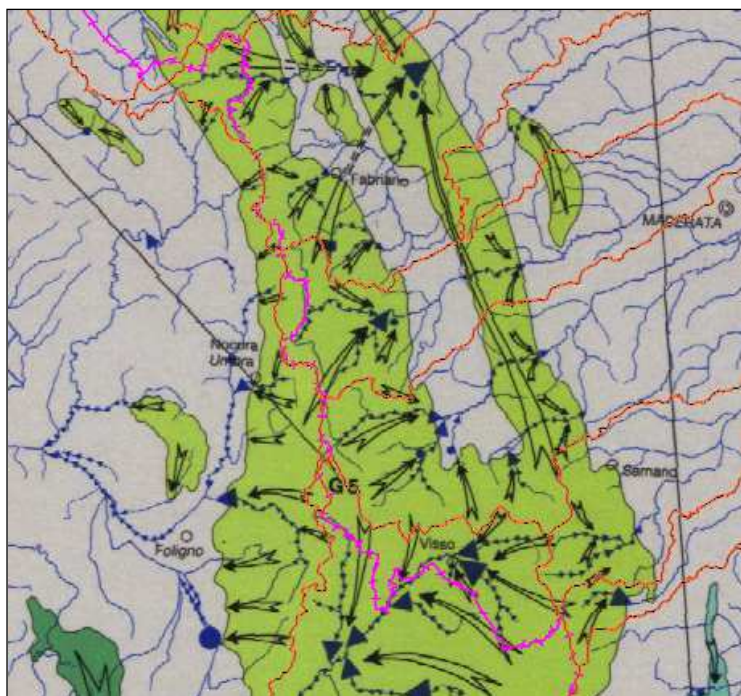 Fabriano
MACERATA
Nocera
Umbra
G5
Sarnano
Visso
Foligno